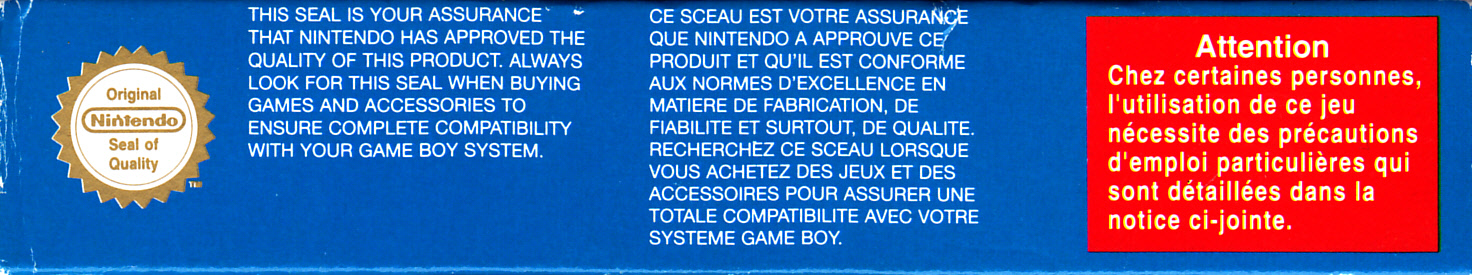 Original
Nintendo
Seal of
Quality
TM
THIS SEAL IS YOUR ASSURANCE
THAT NINTENDO HAS APPROVED THE
QUALITY OF THIS PRODUCT. ALWAYS
LOOK FOR THIS SEAL WHEN BUYING
GAMES AND ACCESSORIES TO
ENSURE COMPLETE COMPATIBILITY
WITH YOUR GAME BOY SYSTEM.
CE SCEAU EST VOTRE ASSURANCE
QUE NINTENDO A APPROUVE CE
PRODUIT ET QU'IL EST CONFORME
AUX NORMES D'EXCELLENCE EN
MATIERE DE FABRICATION, DE
FIABILITE ET SURTOUT, DE QUALITE.
RECHERCHEZ CE SCEAU LORSQUE
VOUS ACHETEZ DES JEUX ET DES
ACCESSOIRES POUR ASSURER UNE
TOTALE COMPATIBILITE AVEC VOTRE
SYSTEME GAME BOY.
Attention
Chez certaines personnes,
l'utilisation de ce jeu
nécessite des précautions
d'emploi particulières qui
sont détaillées dans la
notice ci-jointe.